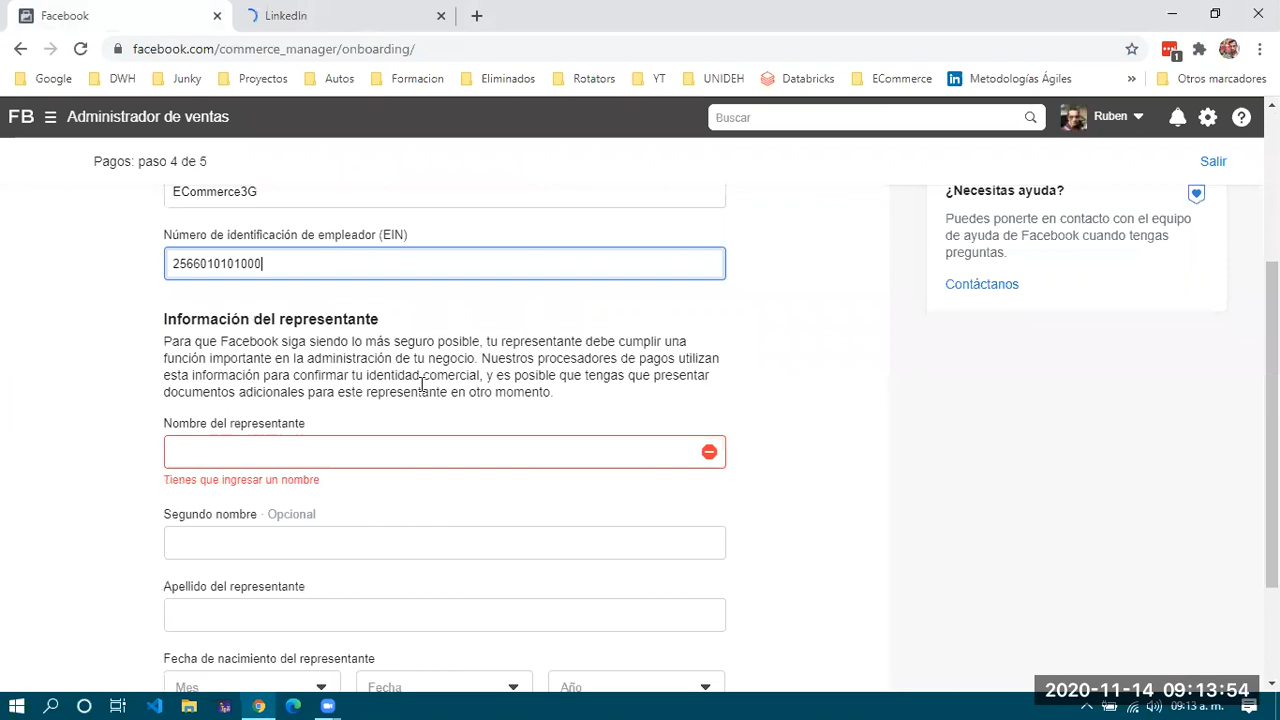 Facebook
LinkedIn
facebook.com/commerce_manager/onboarding/
1
Google
DWH
Junky
Proyectos
Autos
Formacion
Eliminados
Rotators
YT
UNIDEH
Databricks
ECommerce
Metodologías Ágiles
»
Otros marcadores
FB
Administrador de ventas
Buscar
Ruben
Pagos: paso 4 de 5
Salir
ECommerce3G
Número de identificación de empleador (EIN)
2566010101000
Información del representante
Para que Facebook siga siendo lo más seguro posible, tu representante debe cumplir una
función importante en la administración de tu negocio. Nuestros procesadores de pagos utilizan
esta información para confirmar tu identidad comercial, y es posible que tengas que presentar
documentos adicionales para este representante en otro momento.
Nombre del representante
Tienes que ingresar un nombre
Segundo nombre · Opcional
Apellido del representante
Fecha de nacimiento del representante
Mes
Fecha
Año
¿Necesitas ayuda?
Puedes ponerte en contacto con el equipo
de ayuda de Facebook cuando tengas
preguntas.
Contáctanos
2020-11-14 09:13:54
09:13 a. m.